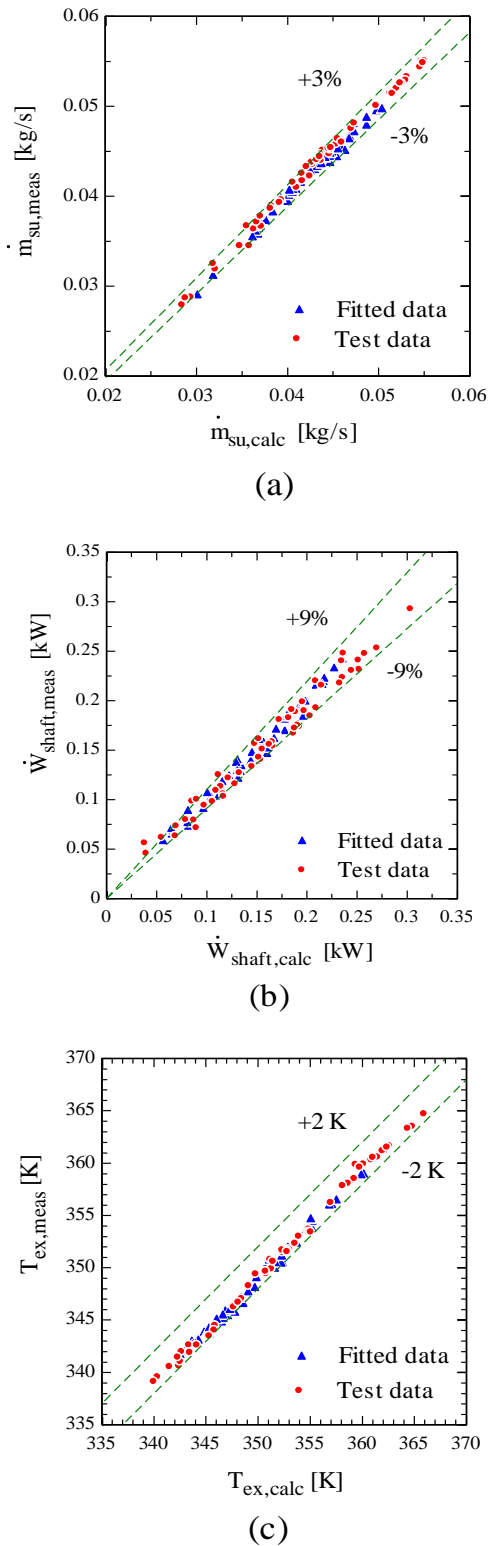 0.06
0.05
0.04
0.03
0.02
ṁsu,meas [kg/s]
+3%
-3%
Fitted data
Test data
0.02 0.03 0.04 0.05 0.06
ṁsu,calc [kg/s]
(a)
0.35
0.3
0.25
0.2
0.15
0.1
0.05
0
Ẇshaft,meas [kW]
+9%
-9%
Fitted data
Test data
0 0.05 0.1 0.15 0.2 0.25 0.3 0.35
Ẇshaft,calc [kW]
(b)
370
365
360
355
350
345
340
335
Tex,meas [K]
+2 K
-2 K
Fitted data
Test data
335 340 345 350 355 360 365 370
Tex,calc [K]
(c)